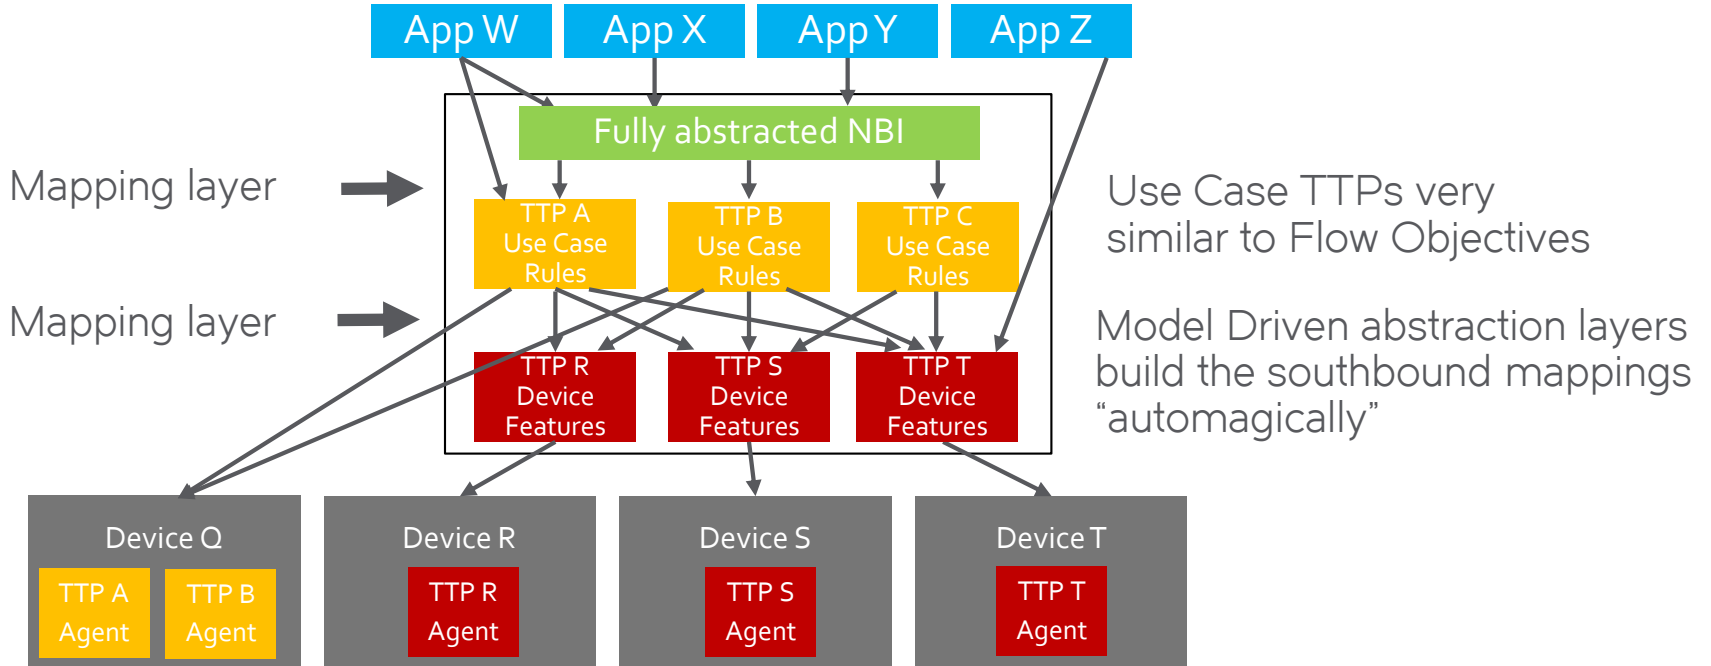 App W
App X
App Y
App Z
Fully abstracted NBI
Mapping layer
TTP A
Use Case
Rules
TTP B
Use Case
Rules
TTP C
Use Case
Rules
Use Case TTPs very
similar to Flow Objectives
Mapping layer
TTP R
Device
Features
TTP S
Device
Features
TTP T
Device
Features
Model Driven abstraction layers
build the southbound mappings
“automagically”
Device Q
TTP A
Agent
TTP B
Agent
Device R
TTP R
Agent
Device S
TTP S
Agent
Device T
TTP T
Agent